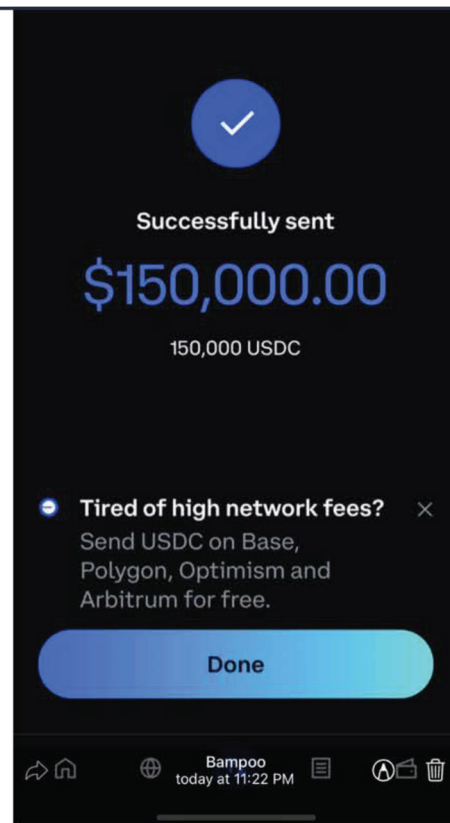 Successfully sent
$150,000.00
150,000 USDC
Tired of high network fees?
Send USDC on Base,
Polygon, Optimism and
Arbitrum for free.
Done
Bampoo
today at 11:22 PM